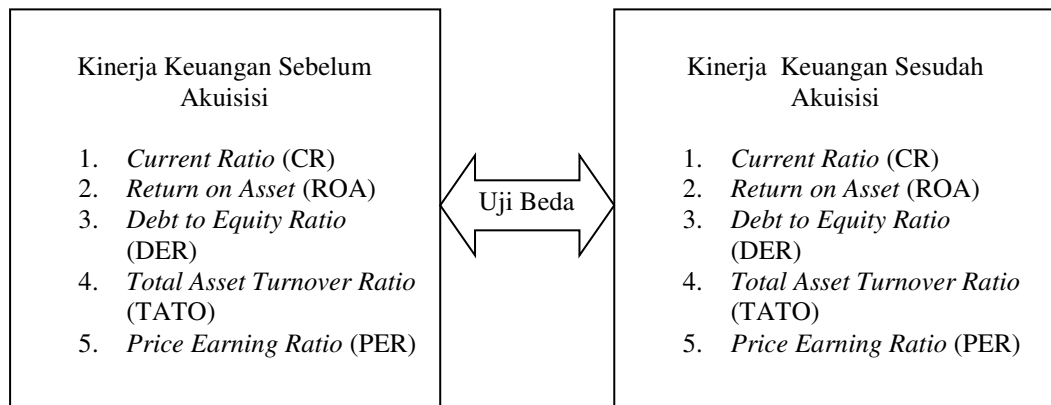 Kinerja Keuangan Sebelum
Akuisisi
1. Current Ratio (CR)
2. Return on Asset (ROA)
3. Debt to Equity Ratio
(DER)
4. Total Asset Turnover Ratio
(TATO)
5. Price Earning Ratio (PER)
Uji Beda
Kinerja Keuangan Sesudah
Akuisisi
1. Current Ratio (CR)
2. Return on Asset (ROA)
3. Debt to Equity Ratio
(DER)
4. Total Asset Turnover Ratio
(TATO)
5. Price Earning Ratio (PER)